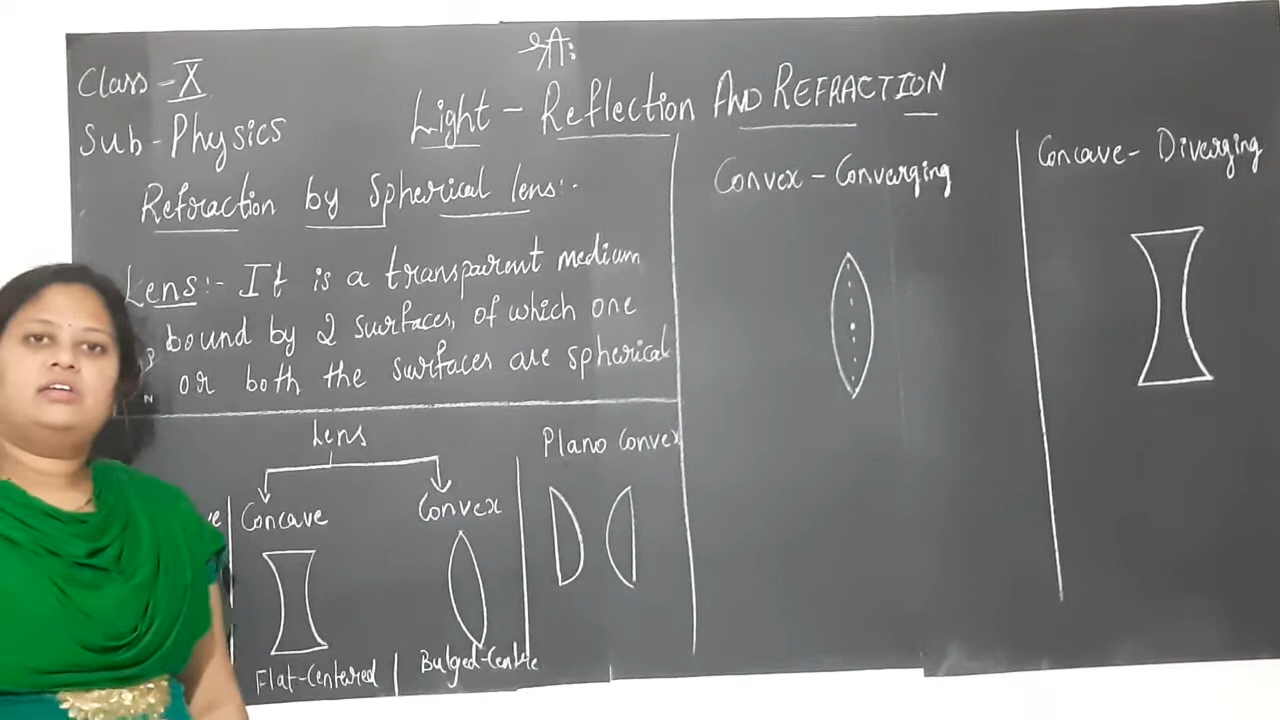 Class - X
Sub - Physics
Light - Reflection AND REFRACTION
Refraction by Spherical lens:-
Lens:- It is a transparent medium
bound by 2 surfaces, of which one
or both the surfaces are spherical
Lens
Concave
Convex
Flat-Centered
Bulged-Centre
Plano Convex
Convex - Converging
Concave - Diverging